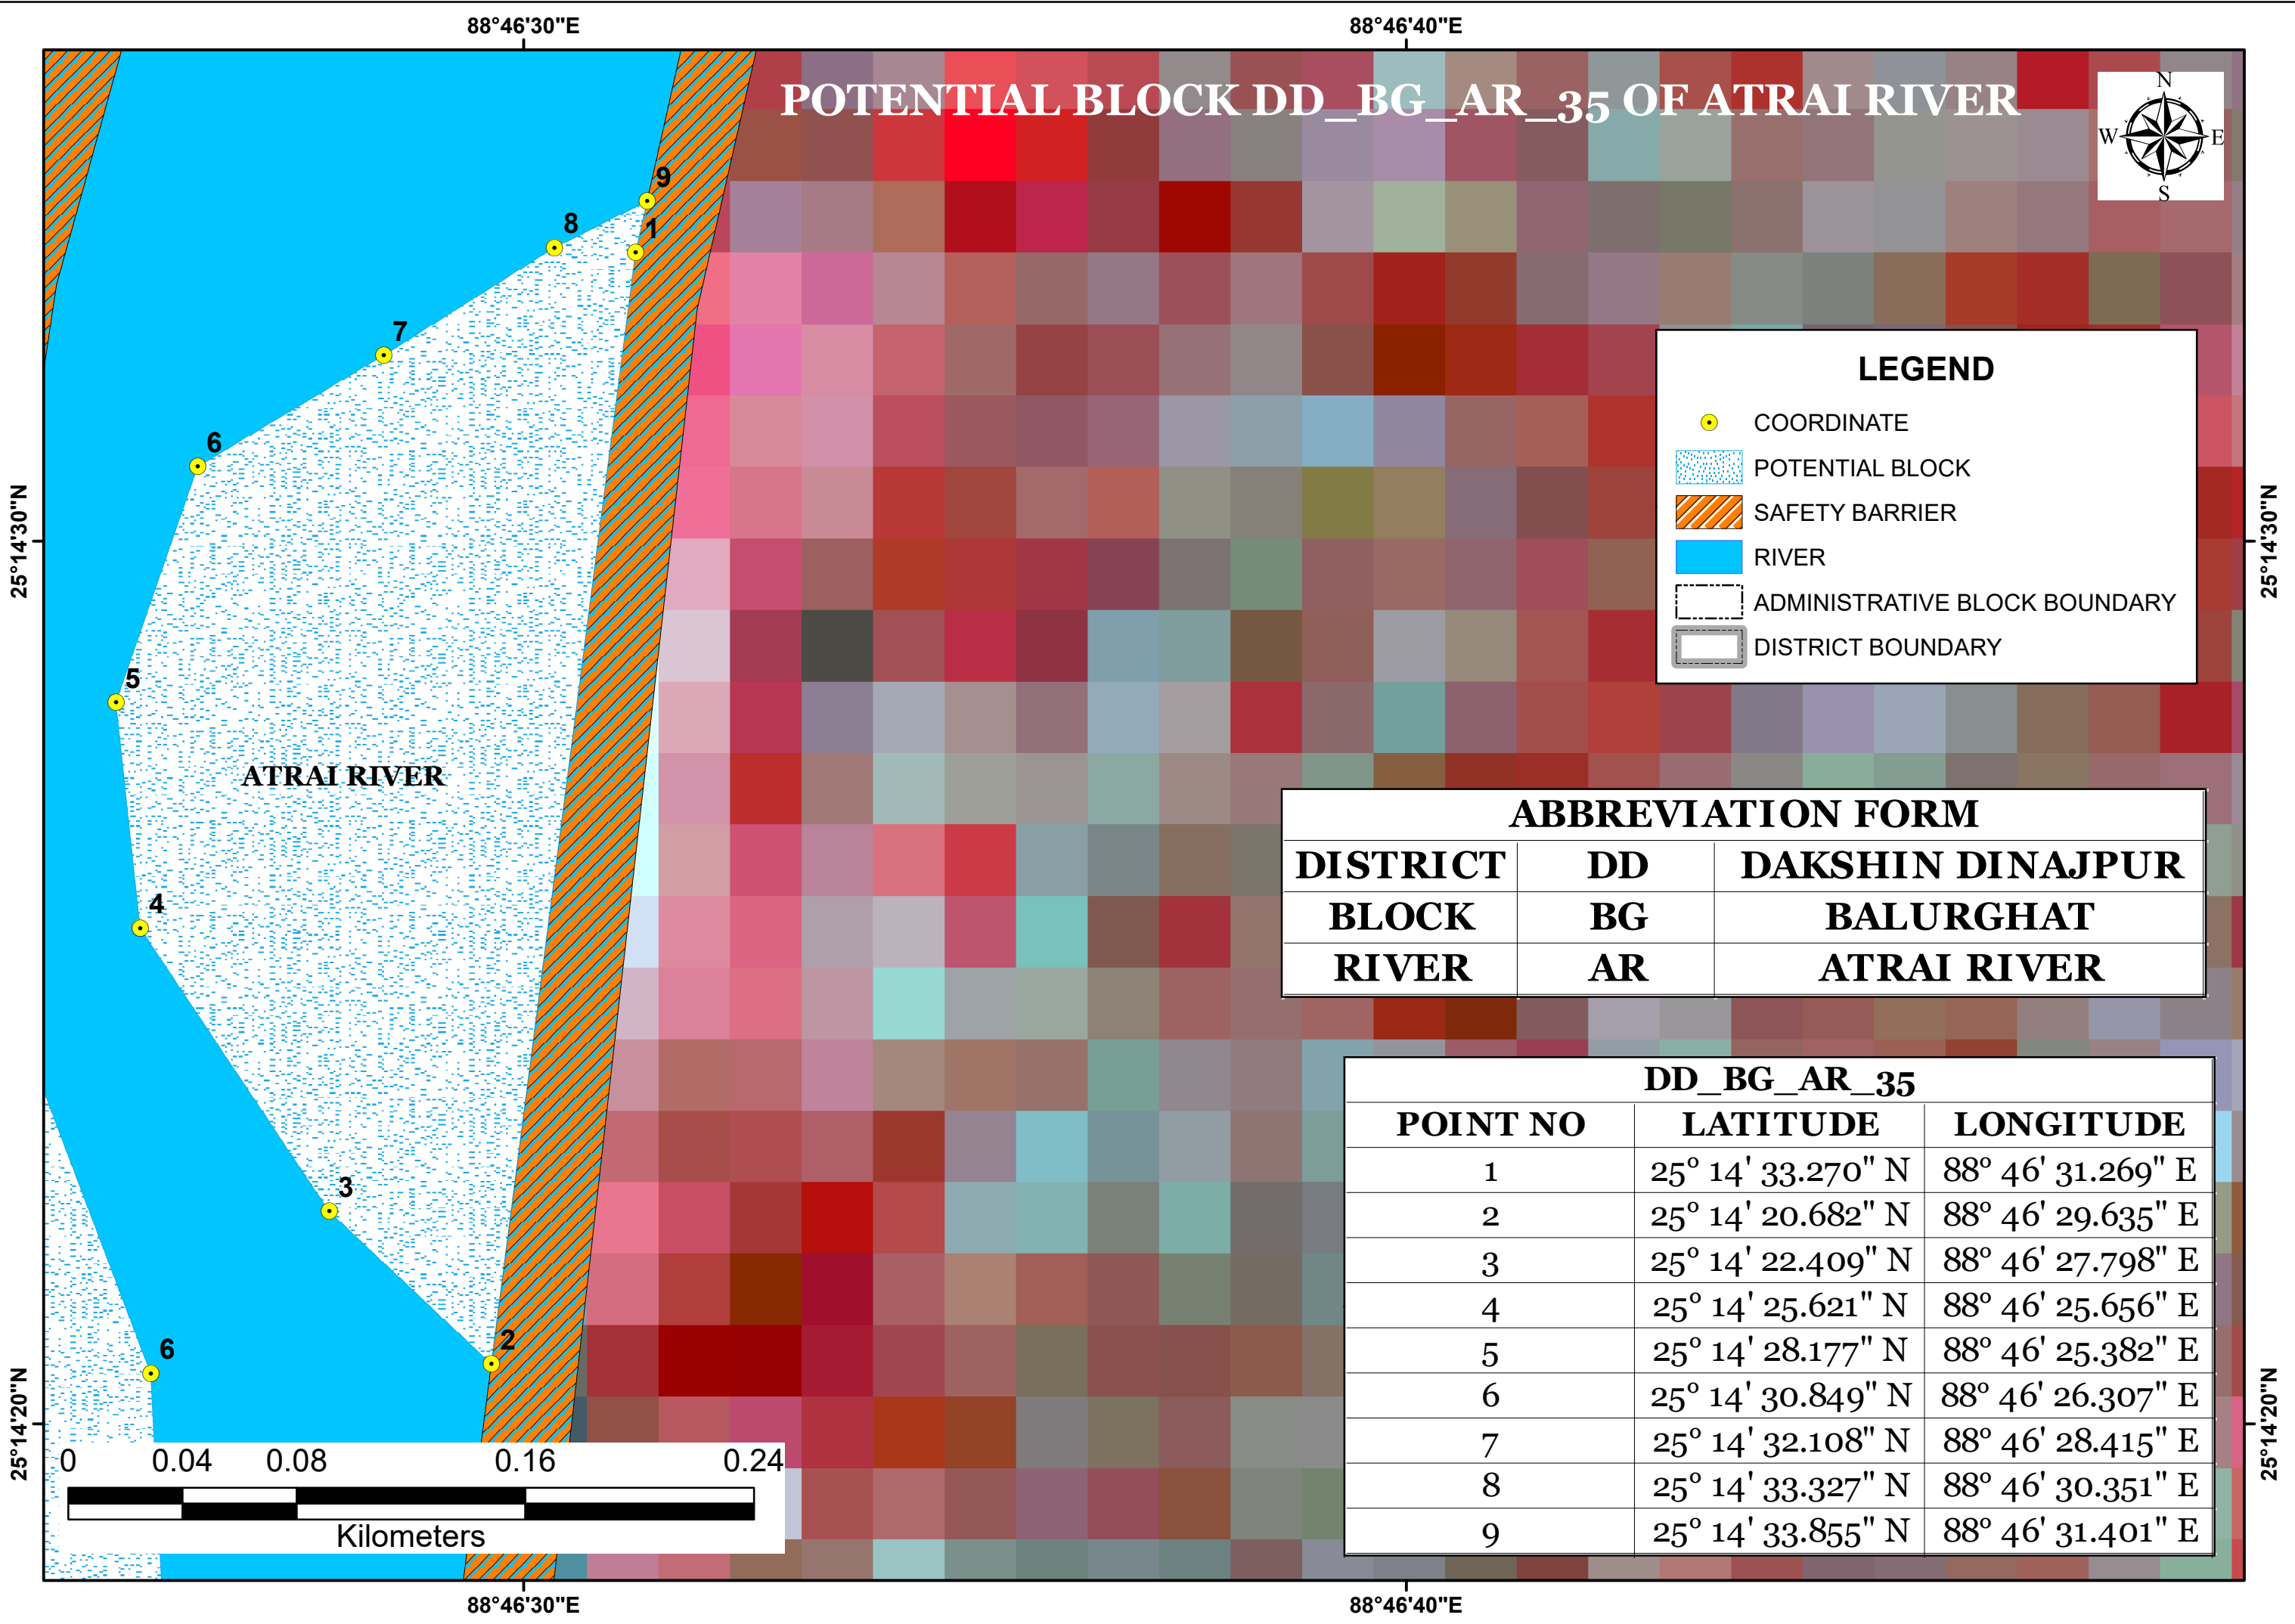 88°46'30"E 88°46'40"E
POTENTIAL BLOCK DD_BG_AR_35 OF ATRAI RIVER
N
W E
S
9
8
1
7
6
5
4
3
2
6
ATRAI RIVER
25°14'30"N
25°14'20"N
25°14'30"N
25°14'20"N
LEGEND
COORDINATE
POTENTIAL BLOCK
SAFETY BARRIER
RIVER
ADMINISTRATIVE BLOCK BOUNDARY
DISTRICT BOUNDARY
ABBREVIATION FORM
DISTRICT DD DAKSHIN DINAJPUR
BLOCK BG BALURGHAT
RIVER AR ATRAI RIVER
DD_BG_AR_35
POINT NO LATITUDE LONGITUDE
1 25° 14' 33.270" N 88° 46' 31.269" E
2 25° 14' 20.682" N 88° 46' 29.635" E
3 25° 14' 22.409" N 88° 46' 27.798" E
4 25° 14' 25.621" N 88° 46' 25.656" E
5 25° 14' 28.177" N 88° 46' 25.382" E
6 25° 14' 30.849" N 88° 46' 26.307" E
7 25° 14' 32.108" N 88° 46' 28.415" E
8 25° 14' 33.327" N 88° 46' 30.351" E
9 25° 14' 33.855" N 88° 46' 31.401" E
0 0.04 0.08 0.16 0.24
Kilometers
88°46'30"E 88°46'40"E